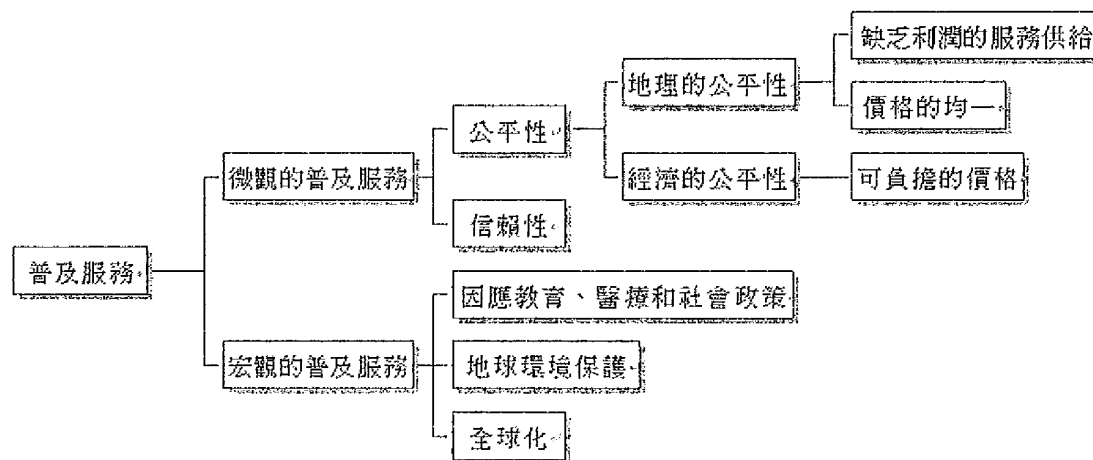 缺乏利潤的服務供給
地理的公平性
價格的均一
公平性
微觀的普及服務
經濟的公平性
可負擔的價格
信賴性
普及服務
因應教育、醫療和社會政策
宏觀的普及服務
地球環境保護
全球化